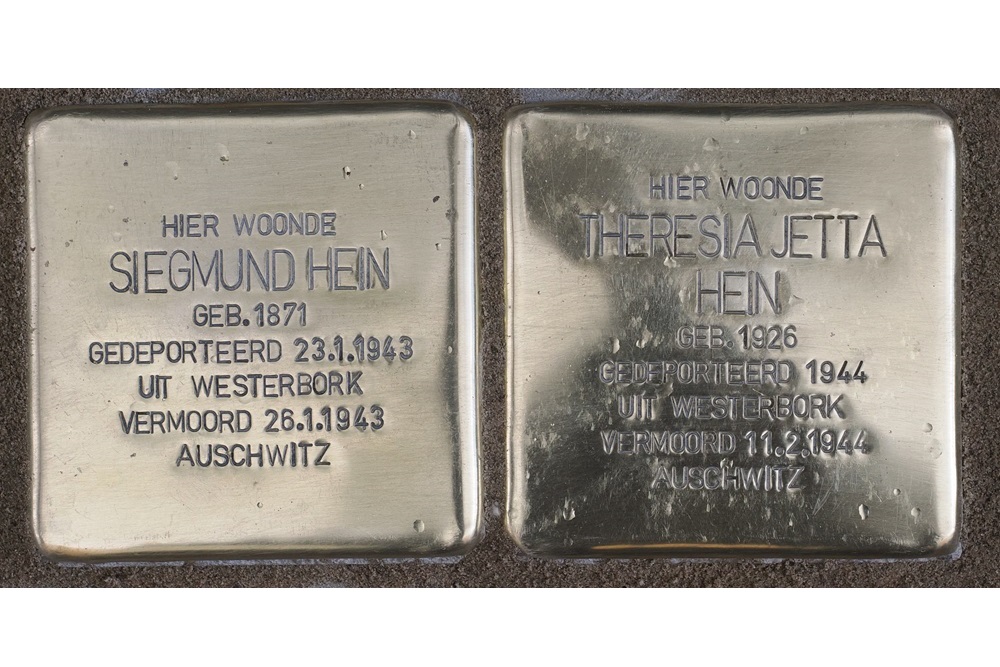 HIER WOONDE
SIEGMUND HEIN
GEB. 1871
GEDEPORTEERD 23.1.1943
UIT WESTERBORK
VERMOORD 26.1.1943
AUSCHWITZ
HIER WOONDE
THERESIA JETTA
HEIN
GEB. 1926
GEDEPORTEERD 1944
UIT WESTERBORK
VERMOORD 11.2.1944
AUSCHWITZ